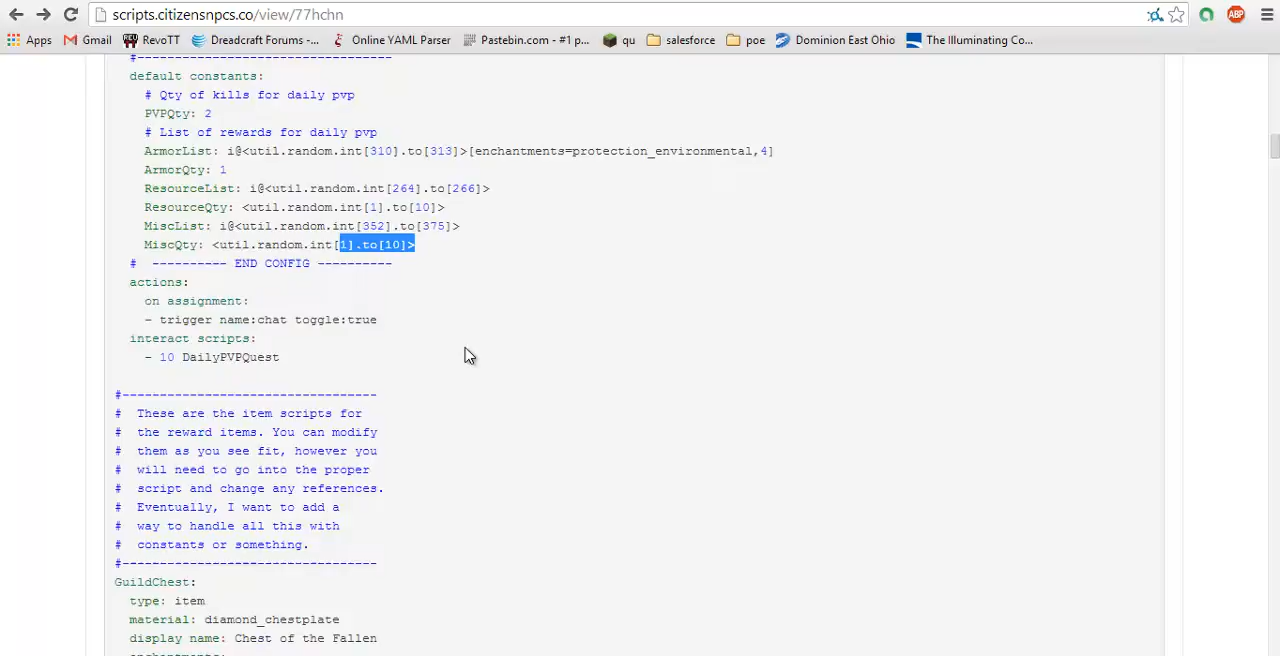 scripts.citizensnpcs.co/view/77hchn
Apps Gmail RevoTT Dreadcraft Forums -... Online YAML Parser Pastebin.com - #1 p... qu salesforce poe Dominion East Ohio The Illuminating Co...
#----------------------------------
default constants:
# Qty of kills for daily pvp
PVPQty: 2
# List of rewards for daily pvp
ArmorList: i@<util.random.int[310].to[313]>[enchantments=protection_environmental,4]
ArmorQty: 1
ResourceList: i@<util.random.int[264].to[266]>
ResourceQty: <util.random.int[1].to[10]>
MiscList: i@<util.random.int[352].to[375]>
MiscQty: <util.random.int[1].to[10]>
# ---------- END CONFIG ----------
actions:
on assignment:
- trigger name:chat toggle:true
interact scripts:
- 10 DailyPVPQuest
#----------------------------------
# These are the item scripts for
# the reward items. You can modify
# them as you see fit, however you
# will need to go into the proper
# script and change any references.
# Eventually, I want to add a
# way to handle all this with
# constants or something.
#----------------------------------
GuildChest:
type: item
material: diamond_chestplate
display name: Chest of the Fallen